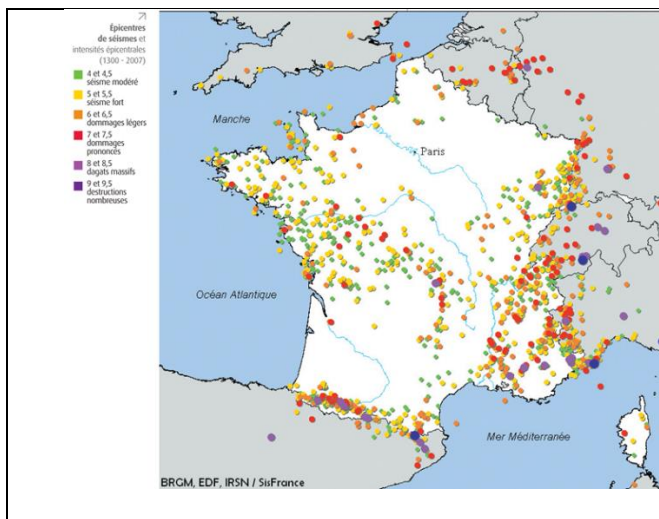 Épicentres
de séismes et
intensités épicentrales
(1300 - 2007)
4 et 4,5
séisme modéré
5 et 5,5
séisme fort
6 et 6,5
dommages légers
7 et 7,5
dommages
prononcés
8 et 8,5
dagats massifs
9 et 9,5
destructions
nombreuses
Manche
Paris
Océan Atlantique
Mer Méditerranée
BRGM, EDF, IRSN / SisFrance